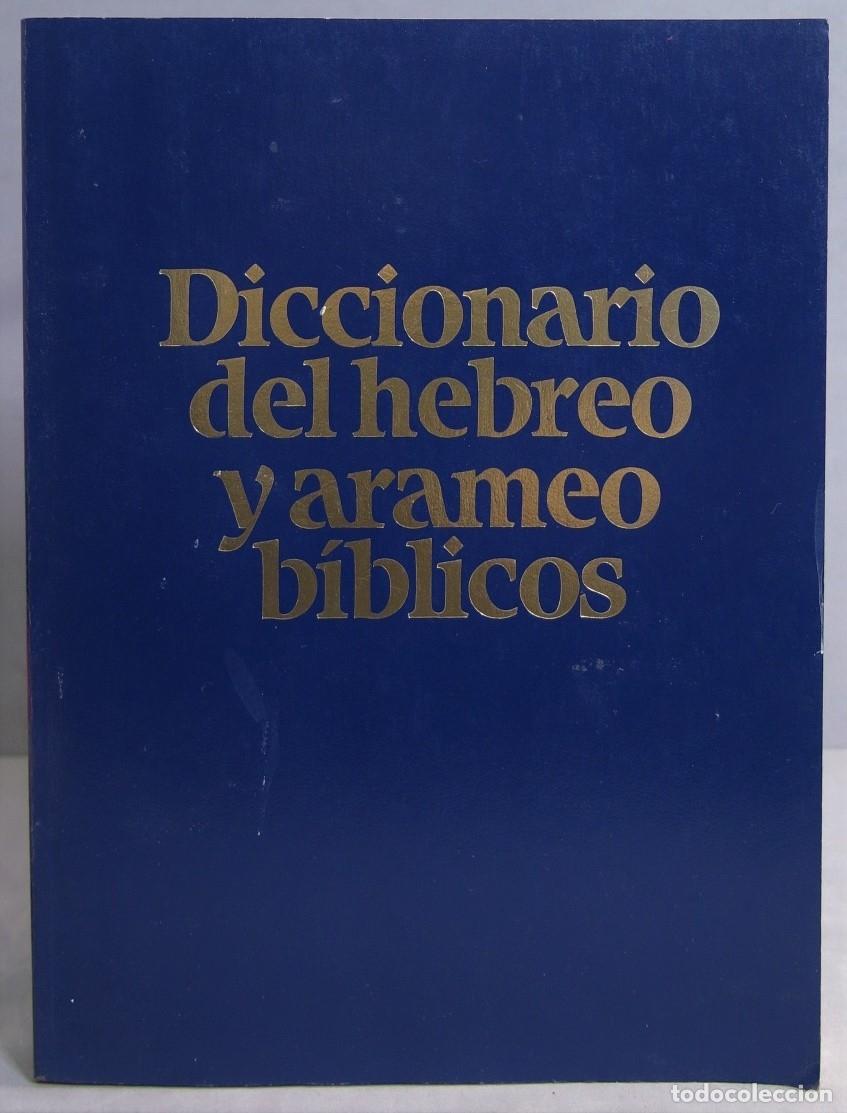 Diccionario
del hebreo
y arameo
bíblicos
todocoleccion